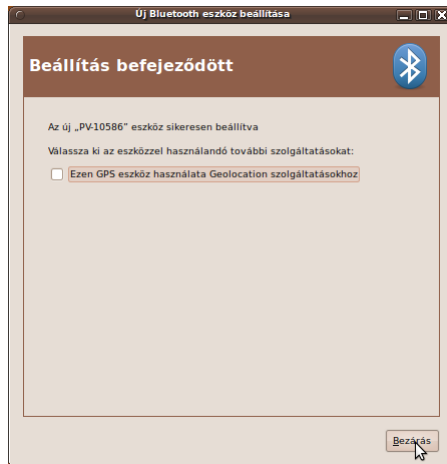 Új Bluetooth eszköz beállítása
Beállítás befejeződött
Az új „PV-10586” eszköz sikeresen beállítva
Válassza ki az eszközzel használandó további szolgáltatásokat:
Ezen GPS eszköz használata Geolocation szolgáltatásokhoz
Bezárás